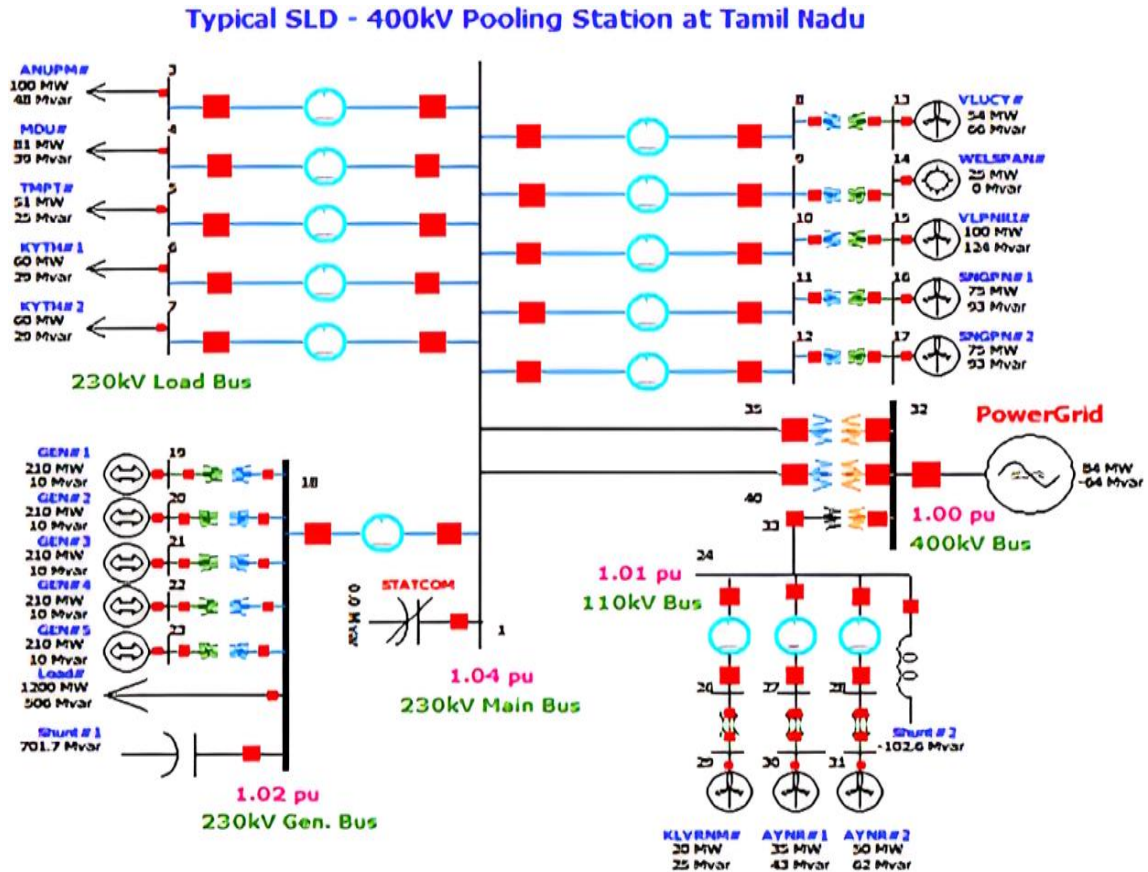 Typical SLD - 400kV Pooling Station at Tamil Nadu
ANUPM#
100 MW
48 Mvar
3
MDU#
81 MW
39 Mvar
4
TMPT#
51 MW
25 Mvar
5
KYTH#1
60 MW
29 Mvar
6
KYTH#2
60 MW
29 Mvar
7
230kV Load Bus
8
13
VLUCY#
54 MW
66 Mvar
9
14
WELSPAN#
25 MW
0 Mvar
10
15
100 MW
124 Mvar
11
16
SNGPN#1
75 MW
93 Mvar
12
17
SNGPN#2
75 MW
93 Mvar
35
32
PowerGrid
84 MW
-64 Mvar
40
33
1.00 pu
400kV Bus
GEN#1
210 MW
10 Mvar
19
18
GEN#2
210 MW
10 Mvar
20
GEN#3
210 MW
10 Mvar
21
GEN#4
210 MW
10 Mvar
22
GEN#5
210 MW
10 Mvar
23
Load#
1200 MW
506 Mvar
Shunt#1
701.7 Mvar
1.02 pu
230kV Gen. Bus
STATCOM
0.0 Mvar
1
1.04 pu
230kV Main Bus
24
1.01 pu
110kV Bus
26
27
28
29
30
31
Shunt#2
-102.6 Mvar
KLVRNM#
20 MW
25 Mvar
AYNR#1
35 MW
43 Mvar
AYNR#2
50 MW
62 Mvar